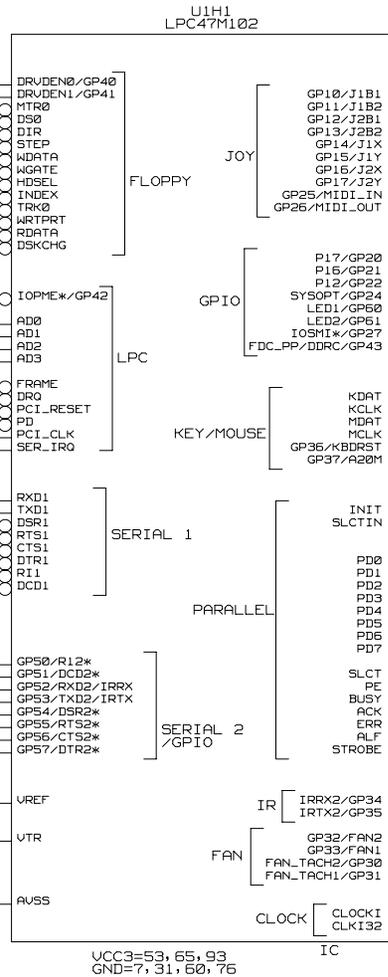 U1H1
LPC47M102
DRVDEN0/GP40
DRVDEN1/GP41
MTR0
DS0
DIR
STEP
WDATA
WGATE
HDSEL
INDEX
TRK0
WRTPRT
RDATA
DSKCHG
FLOPPY
IOPME*/GP42
AD0
AD1
AD2
AD3
FRAME
DRQ
PCI_RESET
PD
PCI_CLK
SER_IRQ
LPC
RXD1
TXD1
DSR1
RTS1
CTS1
DTR1
RI1
DCD1
SERIAL 1
GP50/R12*
GP51/DCD2*
GP52/RXD2/IRRX
GP53/TXD2/IRTX
GP54/DSR2*
GP55/RTS2*
GP56/CTS2*
GP57/DTR2*
SERIAL 2
/GPIO
VREF
VTR
AVSS
JOY
GP10/J1B1
GP11/J1B2
GP12/J2B1
GP13/J2B2
GP14/J1X
GP15/J1Y
GP16/J2X
GP17/J2Y
GP25/MIDI_IN
GP26/MIDI_OUT
GPIO
P17/GP20
P16/GP21
P12/GP22
SYSOPT/GP24
LED1/GP60
LED2/GP61
IOSMI*/GP27
FDC_PP/DDRC/GP43
KEY/MOUSE
KDAT
KCLK
MDAT
MCLK
GP36/KBDRST
GP37/A20M
PARALLEL
INIT
SLCTIN
PD0
PD1
PD2
PD3
PD4
PD5
PD6
PD7
SLCT
PE
BUSY
ACK
ERR
ALF
STROBE
IR
IRRX2/GP34
IRTX2/GP35
FAN
GP32/FAN2
GP33/FAN1
FAN_TACH2/GP30
FAN_TACH1/GP31
CLOCK
CLOCKI
CLKI32
IC
VCC3=53,65,93
GND=7,31,60,76